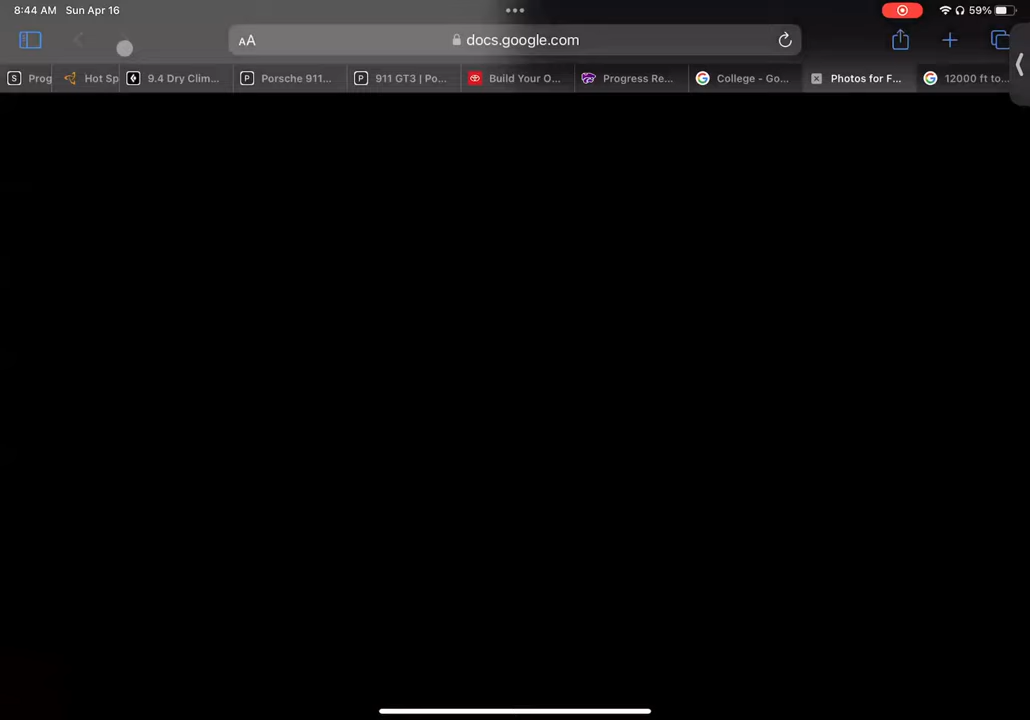 8:44 AM Sun Apr 16
59%
AA docs.google.com
S Prog
Hot Sp
9.4 Dry Clim...
P Porsche 911...
P 911 GT3 | Po...
Build Your O...
Progress Re...
G College - Go...
Photos for F...
G 12000 ft to...